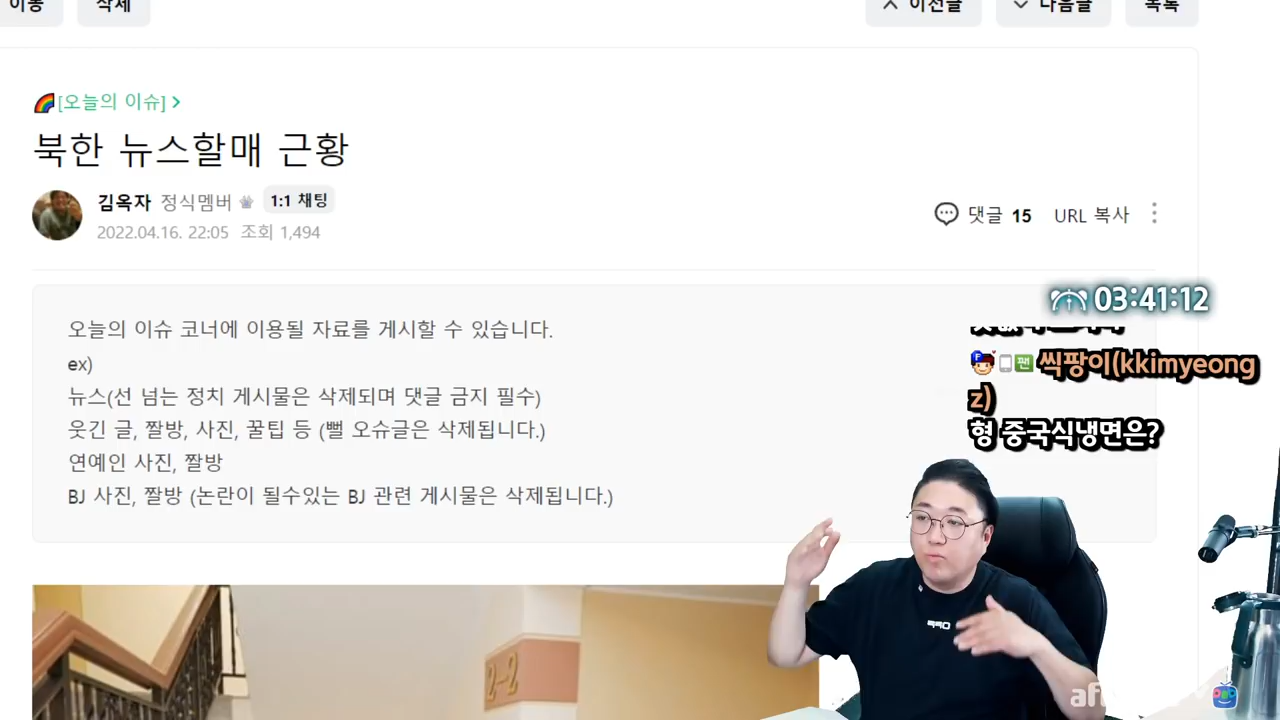 이동
삭제
이전글
다음글
목록
[오늘의 이슈]
북한 뉴스할매 근황
김옥자 정식멤버 1:1 채팅
2022.04.16. 22:05 조회 1,494
댓글 15 URL 복사
오늘의 이슈 코너에 이용될 자료를 게시할 수 있습니다.
ex)
뉴스(선 넘는 정치 게시물은 삭제되며 댓글 금지 필수)
웃긴 글, 짤방, 사진, 꿀팁 등 (뻘 오슈글은 삭제됩니다.)
연예인 사진, 짤방
BJ 사진, 짤방 (논란이 될수있는 BJ 관련 게시물은 삭제됩니다.)
03:41:12
팬 씩팡이(kkimyeong
z)
형 중국식냉면은?
2-2